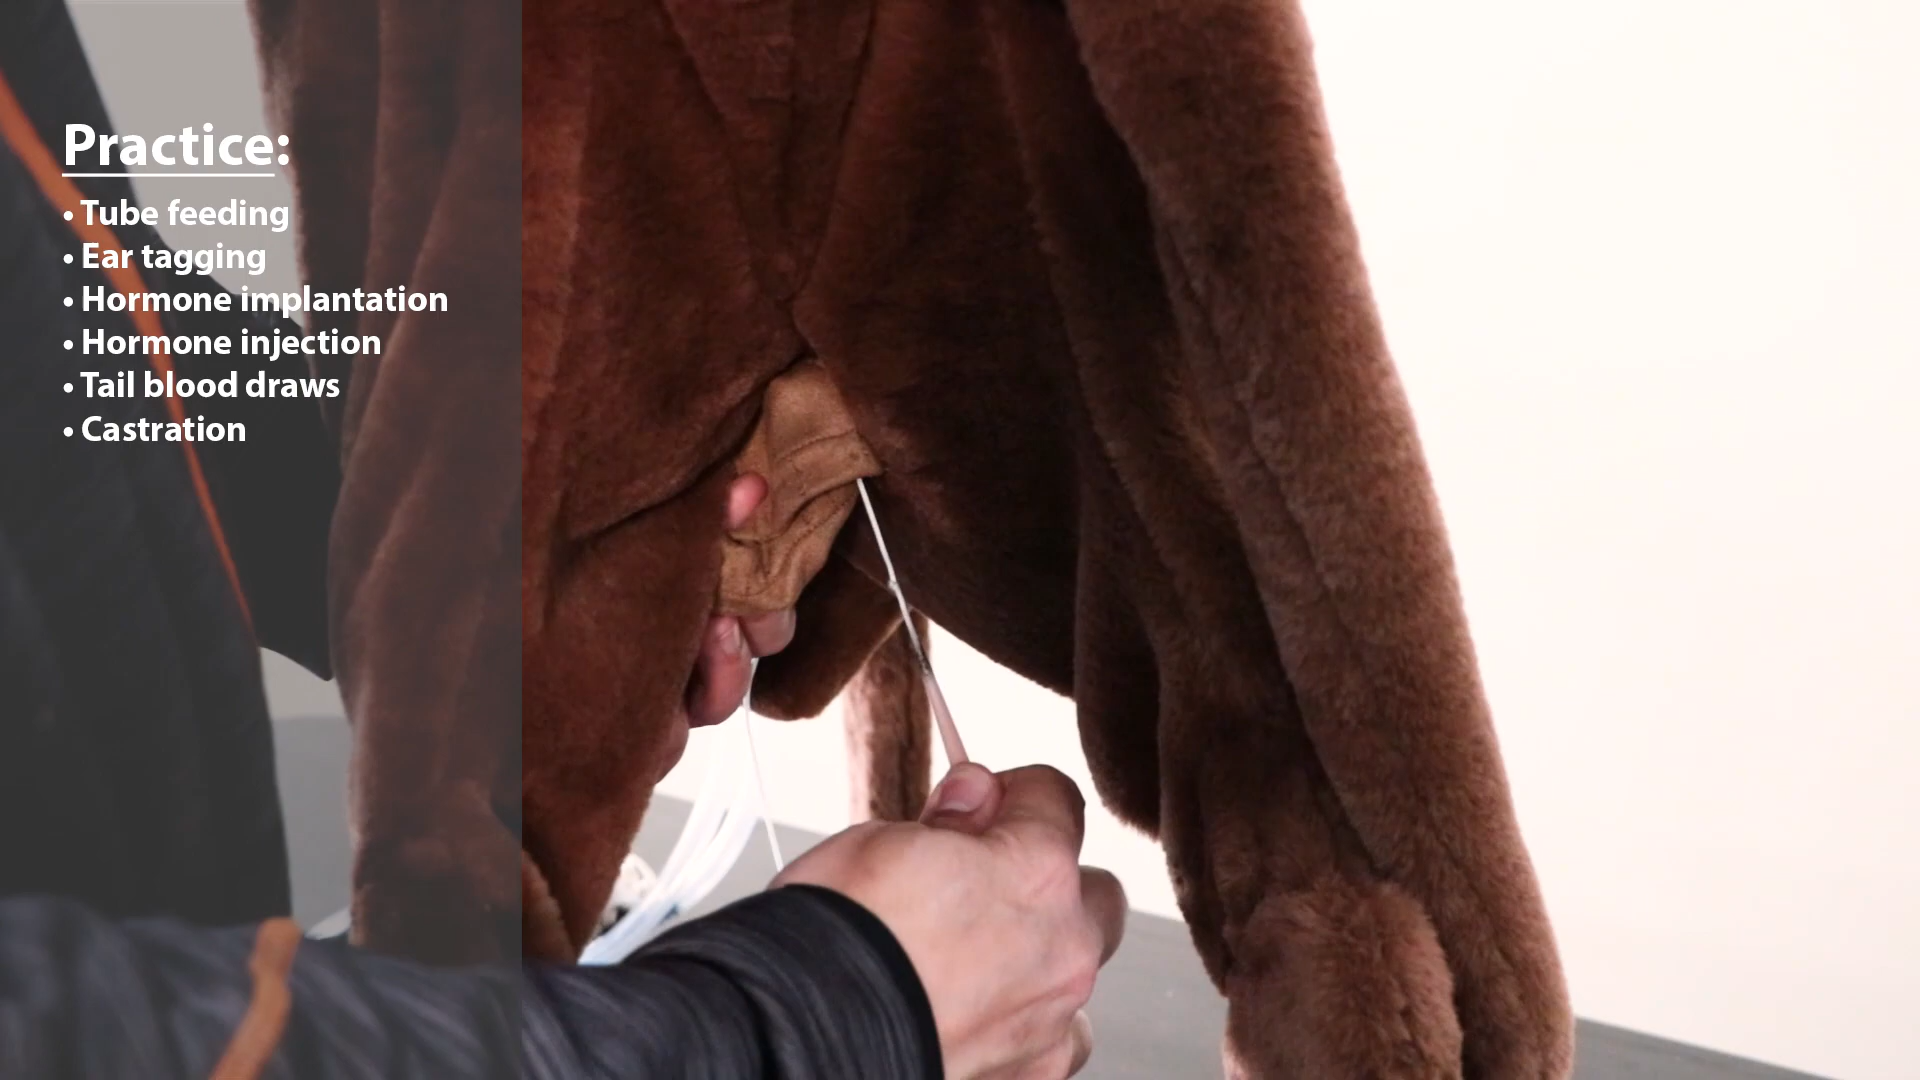 Practice:
• Tube feeding
• Ear tagging
• Hormone implantation
• Hormone injection
• Tail blood draws
• Castration